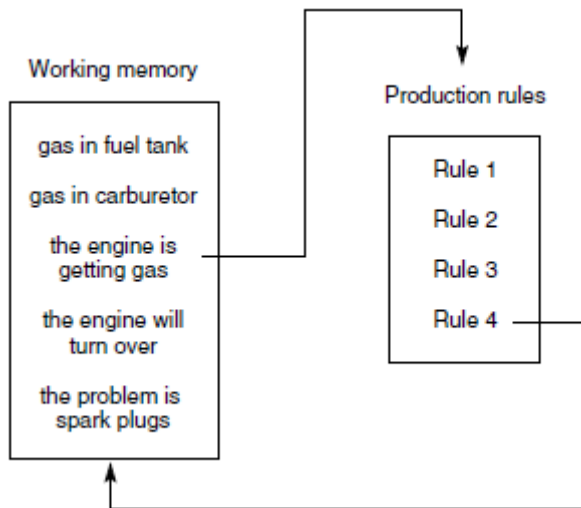 Working memory
gas in fuel tank
gas in carburetor
the engine is
getting gas
the engine will
turn over
the problem is
spark plugs
Production rules
Rule 1
Rule 2
Rule 3
Rule 4